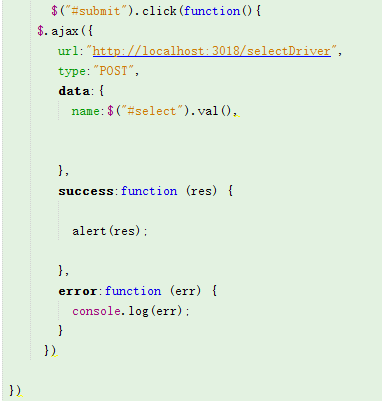 $("#submit").click(function(){
$.ajax({
url:"http://localhost:3018/selectDriver",
type:"POST",
data:{
name:$("#select").val(),
},
success:function (res) {
alert(res);
},
error:function (err) {
console.log(err);
}
})
})